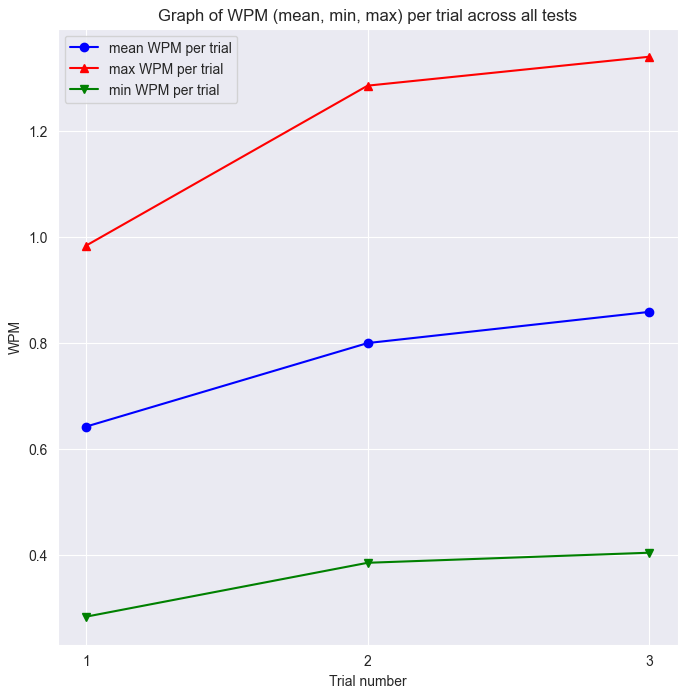 Graph of WPM (mean, min, max) per trial across all tests
mean WPM per trial
max WPM per trial
min WPM per trial
1.2
1.0
0.8
0.6
0.4
WPM
1 2 3
Trial number